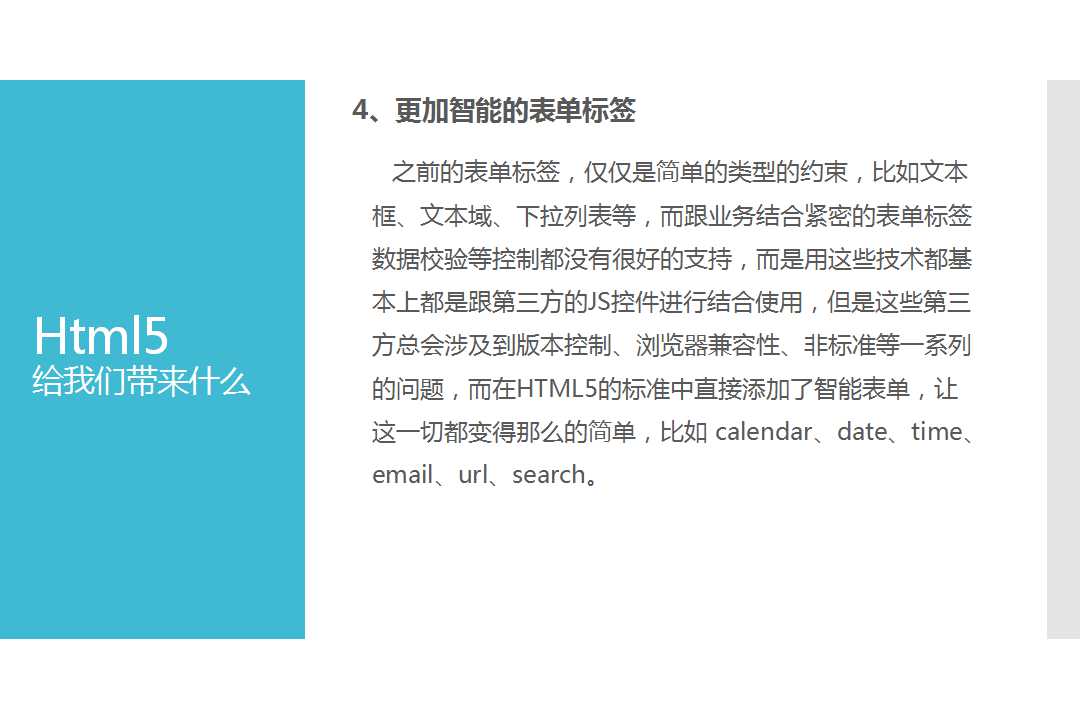 Html5
给我们带来什么
4、更加智能的表单标签
之前的表单标签，仅仅是简单的类型的约束，比如文本
框、文本域、下拉列表等，而跟业务结合紧密的表单标签
数据校验等控制都没有很好的支持，而是用这些技术都基
本上都是跟第三方的JS控件进行结合使用，但是这些第三
方总会涉及到版本控制、浏览器兼容性、非标准等一系列
的问题，而在HTML5的标准中直接添加了智能表单，让
这一切都变得那么的简单，比如 calendar、date、time、
email、url、search。